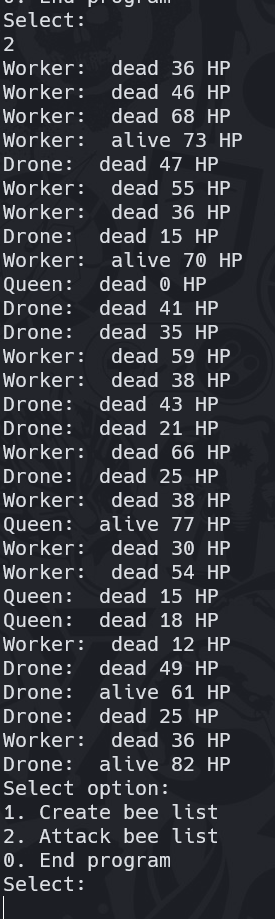 0. End program
Select:
2
Worker:  dead 36 HP
Worker:  dead 46 HP
Worker:  dead 68 HP
Worker:  alive 73 HP
Drone:  dead 47 HP
Worker:  dead 55 HP
Worker:  dead 36 HP
Drone:  dead 15 HP
Worker:  alive 70 HP
Queen:  dead 0 HP
Drone:  dead 41 HP
Drone:  dead 35 HP
Worker:  dead 59 HP
Worker:  dead 38 HP
Drone:  dead 43 HP
Drone:  dead 21 HP
Worker:  dead 66 HP
Drone:  dead 25 HP
Worker:  dead 38 HP
Queen:  alive 77 HP
Worker:  dead 30 HP
Worker:  dead 54 HP
Queen:  dead 15 HP
Queen:  dead 18 HP
Worker:  dead 12 HP
Drone:  dead 49 HP
Drone:  alive 61 HP
Drone:  dead 25 HP
Worker:  dead 36 HP
Drone:  alive 82 HP
Select option:
1. Create bee list
2. Attack bee list
0. End program
Select: